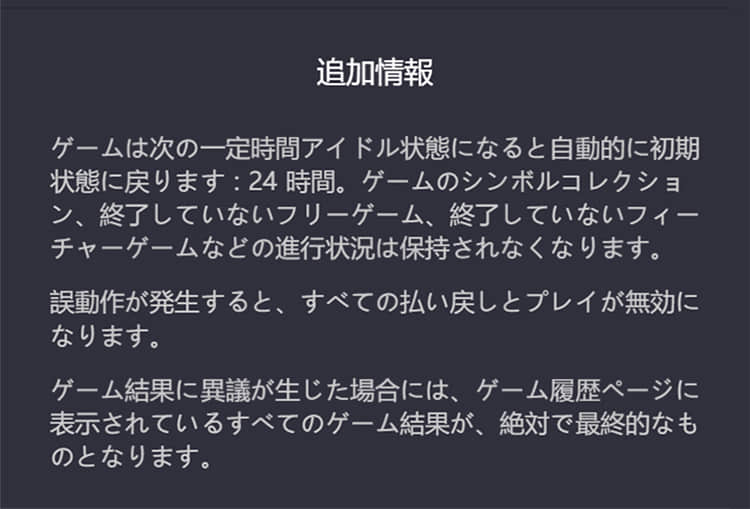 追加情報
ゲームは次の一定時間アイドル状態になると自動的に初期
状態に戻ります : 24 時間。ゲームのシンボルコレクショ
ン、終了していないフリーゲーム、終了していないフィー
チャーゲームなどの進行状況は保持されなくなります。
誤動作が発生すると、すべての払い戻しとプレイが無効に
なります。
ゲーム結果に異議が生じた場合には、ゲーム履歴ページに
表示されているすべてのゲーム結果が、絶対で最終的なも
のとなります。